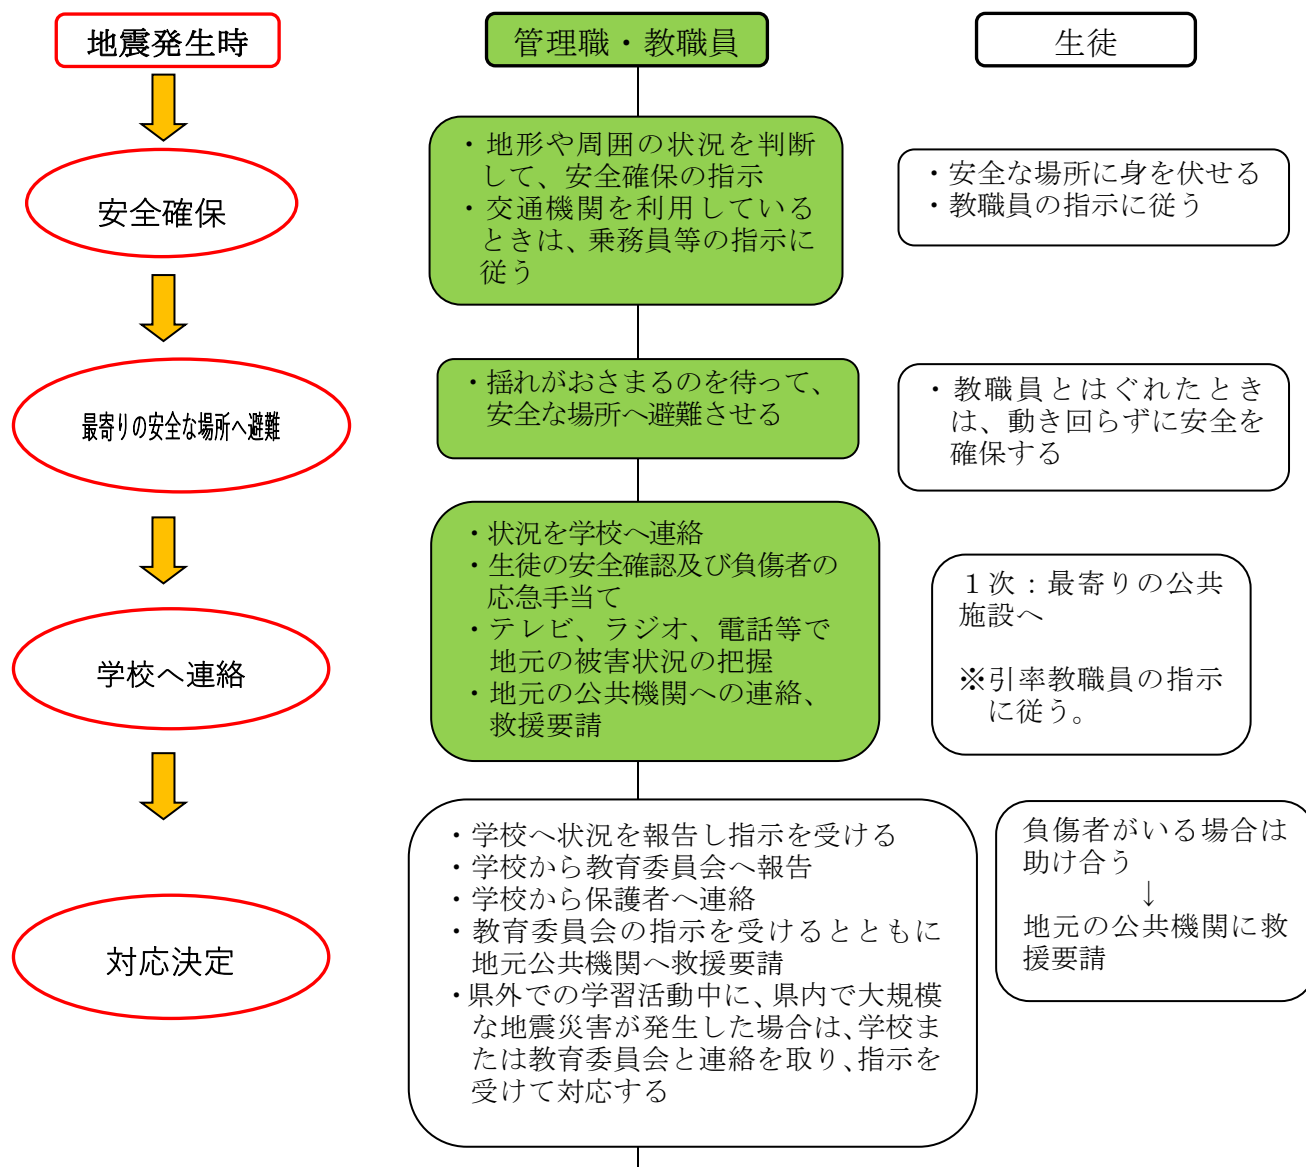 地震発生時
管理職・教職員
生徒
安全確保
・地形や周囲の状況を判断
して、安全確保の指示
・交通機関を利用している
ときは、乗務員等の指示に
従う
・安全な場所に身を伏せる
・教職員の指示に従う
最寄りの安全な場所へ避難
・揺れがおさまるのを待って、
安全な場所へ避難させる
・教職員とはぐれたとき
は、動き回らずに安全を
確保する
学校へ連絡
・状況を学校へ連絡
・生徒の安全確認及び負傷者の
応急手当て
・テレビ、ラジオ、電話等で
地元の被害状況の把握
・地元の公共機関への連絡、
救援要請
１次：最寄りの公共
施設へ
※引率教職員の指示
に従う。
対応決定
・学校へ状況を報告し指示を受ける
・学校から教育委員会へ報告
・学校から保護者へ連絡
・教育委員会の指示を受けるとともに
地元公共機関へ救援要請
・県外での学習活動中に、県内で大規模
な地震災害が発生した場合は、学校ま
たは教育委員会と連絡を取り、指示を
受けて対応する
負傷者がいる場合は
助け合う
↓
地元の公共機関に救
援要請